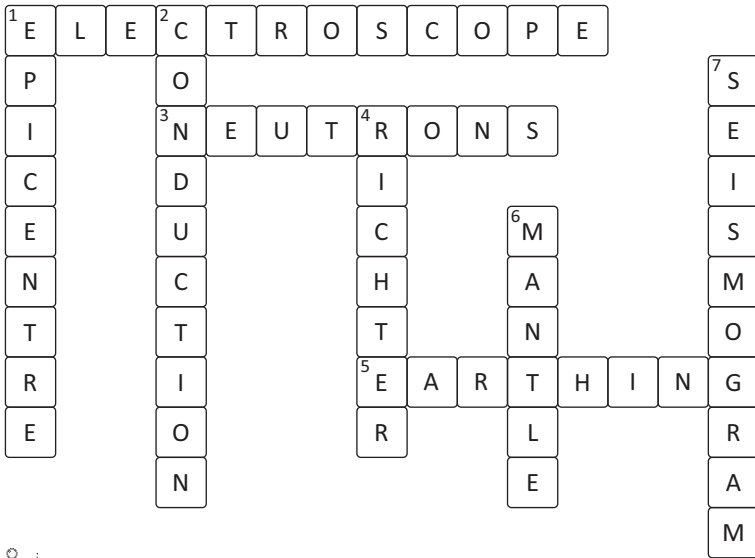 1 E L E 2 C T R O S C O P E
P O 7 S
I 3 N E U T 4 R O N S E
C D I I
E U C 6 M S
N C H A M
T T T N O
R I 5 E A R T H I N G
E O R L R
N E A
M